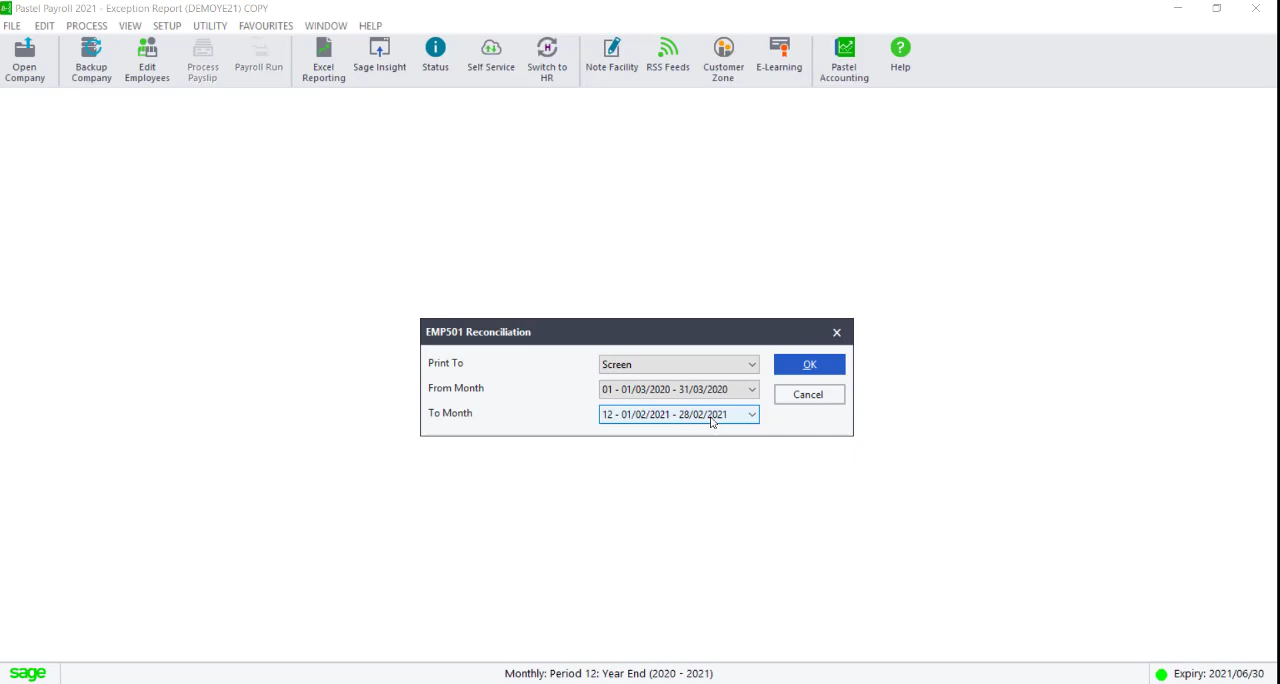 Pastel Payroll 2021 - Exception Report (DEMOYE21) COPY
FILE EDIT PROCESS VIEW SETUP UTILITY FAVOURITES WINDOW HELP
Open Company
Backup Company
Edit Employees
Process Payslip
Payroll Run
Excel Reporting
Sage Insight
Status
Self Service
Switch to HR
Note Facility
RSS Feeds
Customer Zone
E-Learning
Pastel Accounting
Help
EMP501 Reconciliation
Print To Screen OK
From Month 01 - 01/03/2020 - 31/03/2020 Cancel
To Month 12 - 01/02/2021 - 28/02/2021
sage Monthly: Period 12: Year End (2020 - 2021) Expiry: 2021/06/30